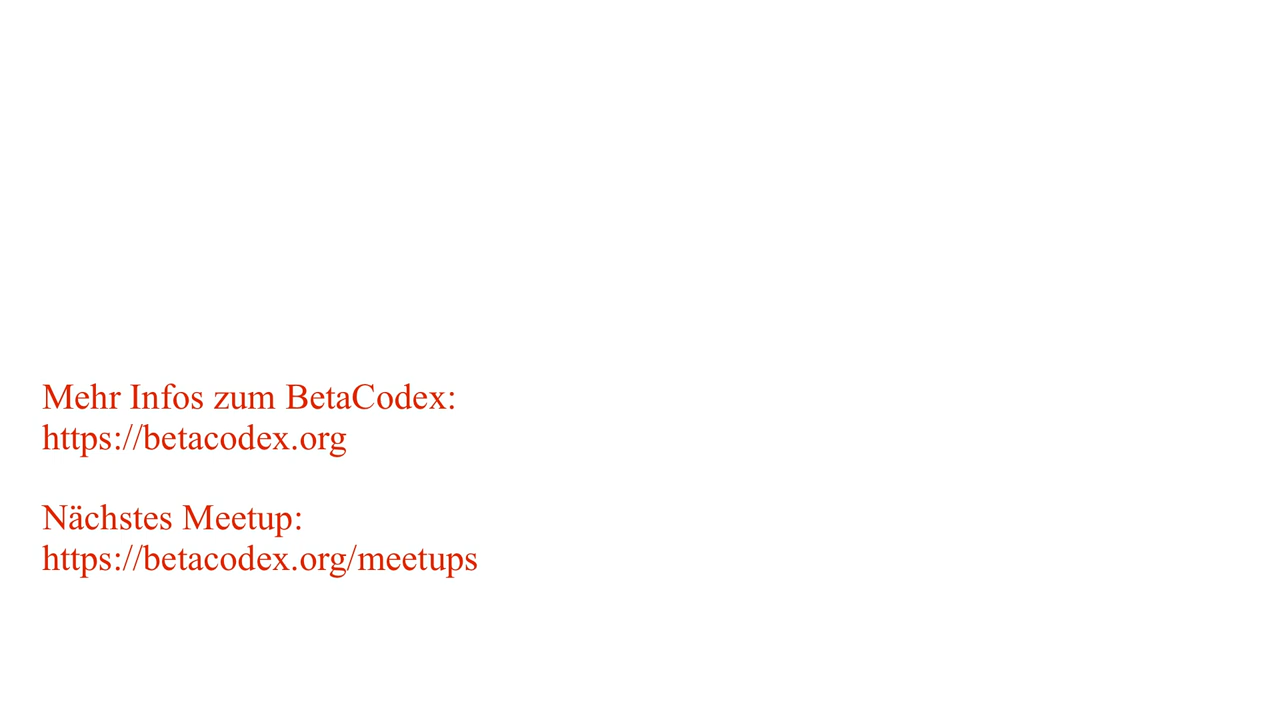 Mehr Infos zum BetaCodex:
https://betacodex.org
Nächstes Meetup:
https://betacodex.org/meetups